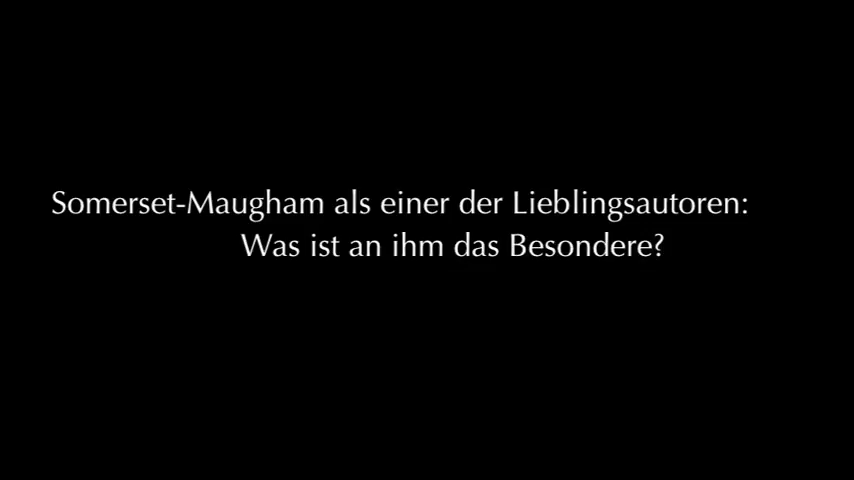 Somerset-Maugham als einer der Lieblingsautoren:
Was ist an ihm das Besondere?